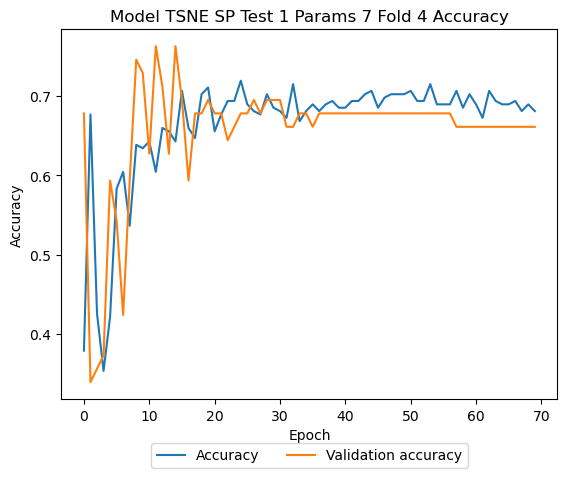 Model TSNE SP Test 1 Params 7 Fold 4 Accuracy
0.7
0.6
0.5
0.4
Accuracy
0 10 20 30 40 50 60 70
Epoch
Accuracy Validation accuracy